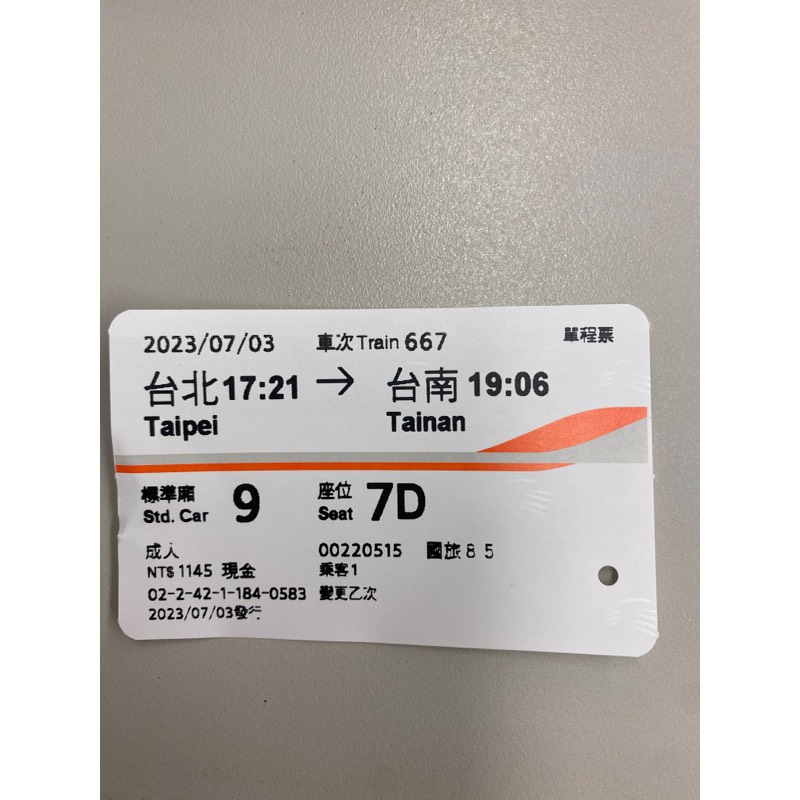 2023/07/03 車次Train 667 單程票
台北17:21 → 台南 19:06
Taipei Tainan
標準廂 9 座位 7D
Std. Car Seat
成人 00220515 國旅85
NT$ 1145 現金 乘客1
02-2-42-1-184-0583 變更乙次
2023/07/03發行